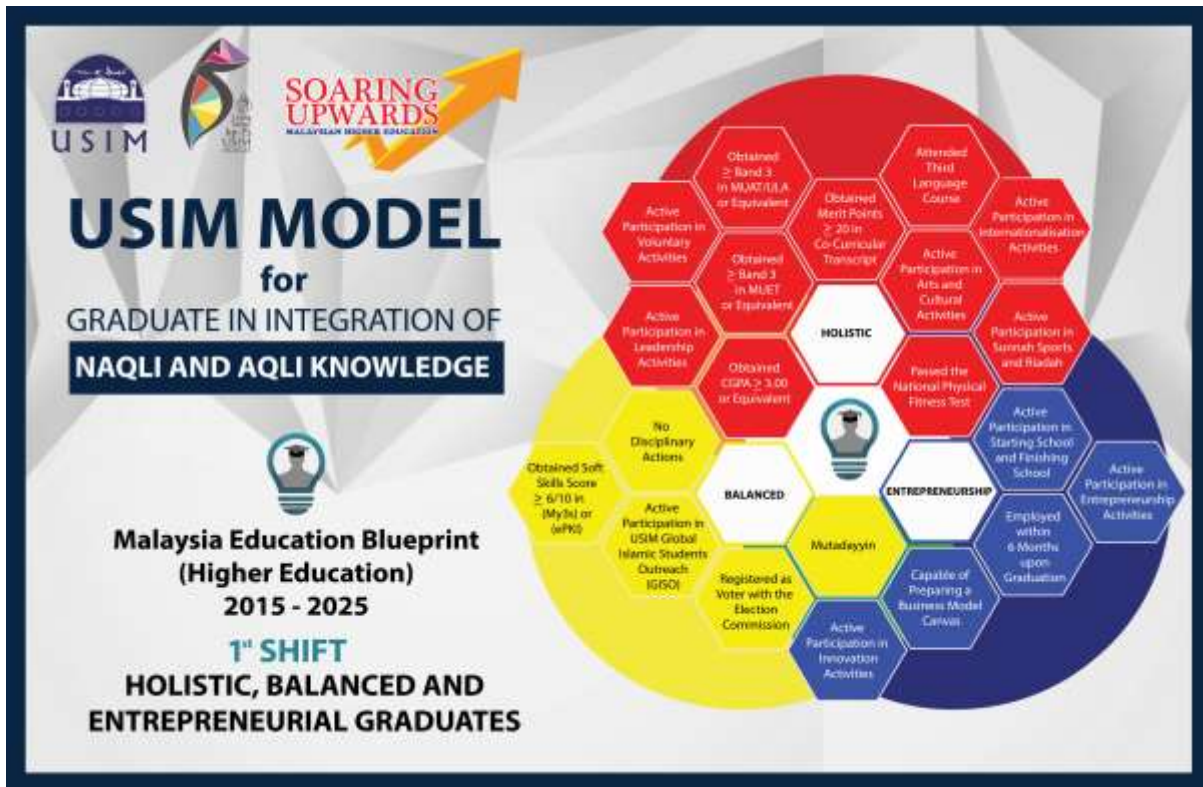 USIM
SOARING
UPWARDS
MALAYSIAN HIGHER EDUCATION
USIM MODEL
for
GRADUATE IN INTEGRATION OF
NAQLI AND AQLI KNOWLEDGE
Malaysia Education Blueprint
(Higher Education)
2015 - 2025
1st SHIFT
HOLISTIC, BALANCED AND
ENTREPRENEURIAL GRADUATES
Obtained
≥ Band 3
in MUAT/ULA
or Equivalent
Attended
Third
Language
Course
Active
Participation in
Voluntary
Activities
Obtained
Merit Points
≥ 20 in
Co-Curricular
Transcript
Active
Participation in
Internationalisation
Activities
Obtained
≥ Band 3
in MUET
or Equivalent
Active
Participation in
Arts and
Cultural
Activities
Active
Participation in
Leadership
Activities
HOLISTIC
Active
Participation in
Sunnah Sports
and Riadah
Obtained
CGPA ≥ 3.00
or Equivalent
Passed the
National Physical
Fitness Test
No
Disciplinary
Actions
Active
Participation in
Starting School
and Finishing
School
Obtained Soft
Skills Score
≥ 6/10 in
(My3s) or
(ePKI)
BALANCED
ENTREPRENEURSHIP
Active
Participation in
Entrepreneurship
Activities
Active
Participation in
USIM Global
Islamic Students
Outreach
(GISO)
Mutadayyin
Employed
within
6 Months
upon
Graduation
Registered as
Voter with the
Election
Commission
Capable of
Preparing a
Business Model
Canvas
Active
Participation in
Innovation
Activities